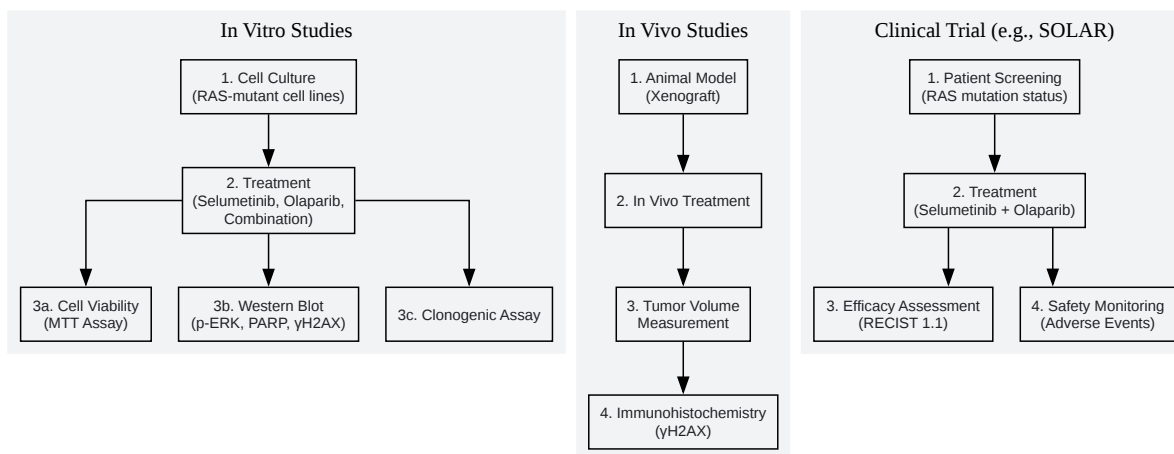 In Vitro Studies
1. Cell Culture
(RAS-mutant cell lines)
2. Treatment
(Selumetinib, Olaparib,
Combination)
3a. Cell Viability
(MTT Assay)
3b. Western Blot
(p-ERK, PARP, γH2AX)
3c. Clonogenic Assay
In Vivo Studies
1. Animal Model
(Xenograft)
2. In Vivo Treatment
3. Tumor Volume
Measurement
4. Immunohistochemistry
(γH2AX)
Clinical Trial (e.g., SOLAR)
1. Patient Screening
(RAS mutation status)
2. Treatment
(Selumetinib + Olaparib)
3. Efficacy Assessment
(RECIST 1.1)
4. Safety Monitoring
(Adverse Events)